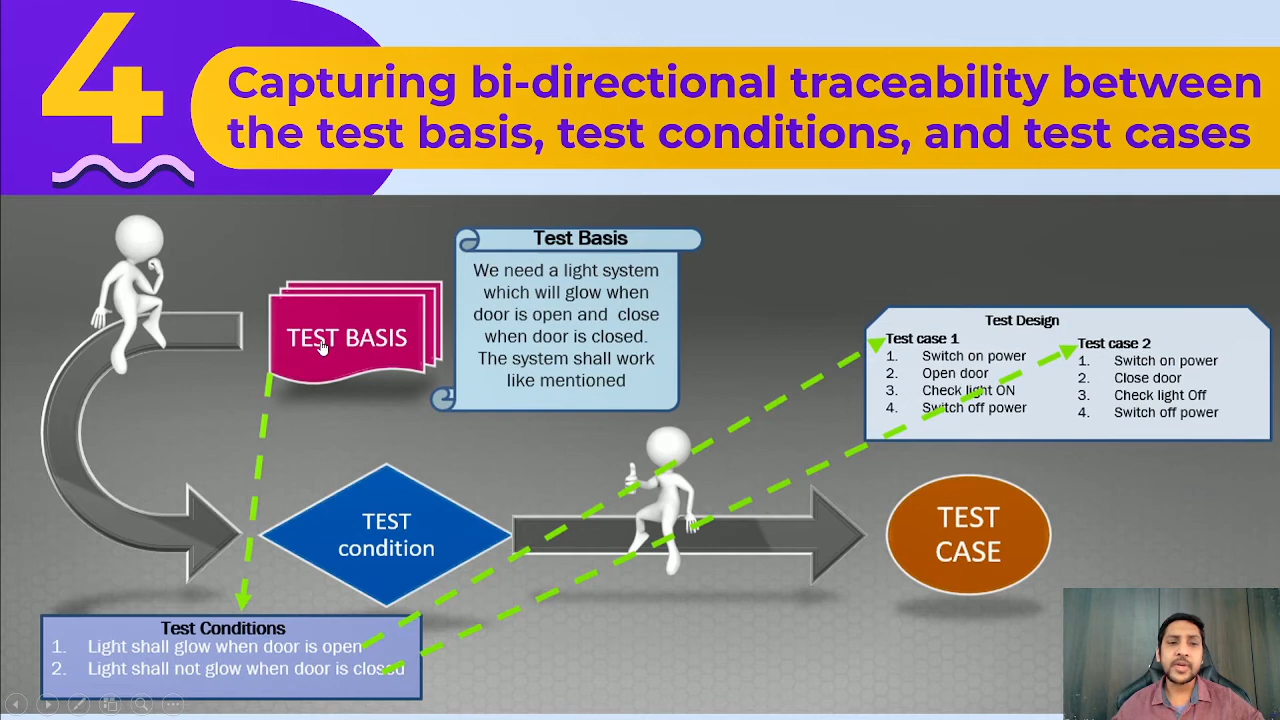 4
Capturing bi-directional traceability between
the test basis, test conditions, and test cases
TEST BASIS
Test Basis
We need a light system
which will glow when
door is open and close
when door is closed.
The system shall work
like mentioned
Test Design
Test case 1
1. Switch on power
2. Open door
3. Check light ON
4. Switch off power
Test case 2
1. Switch on power
2. Close door
3. Check light Off
4. Switch off power
TEST
condition
TEST
CASE
Test Conditions
1. Light shall glow when door is open
2. Light shall not glow when door is closed